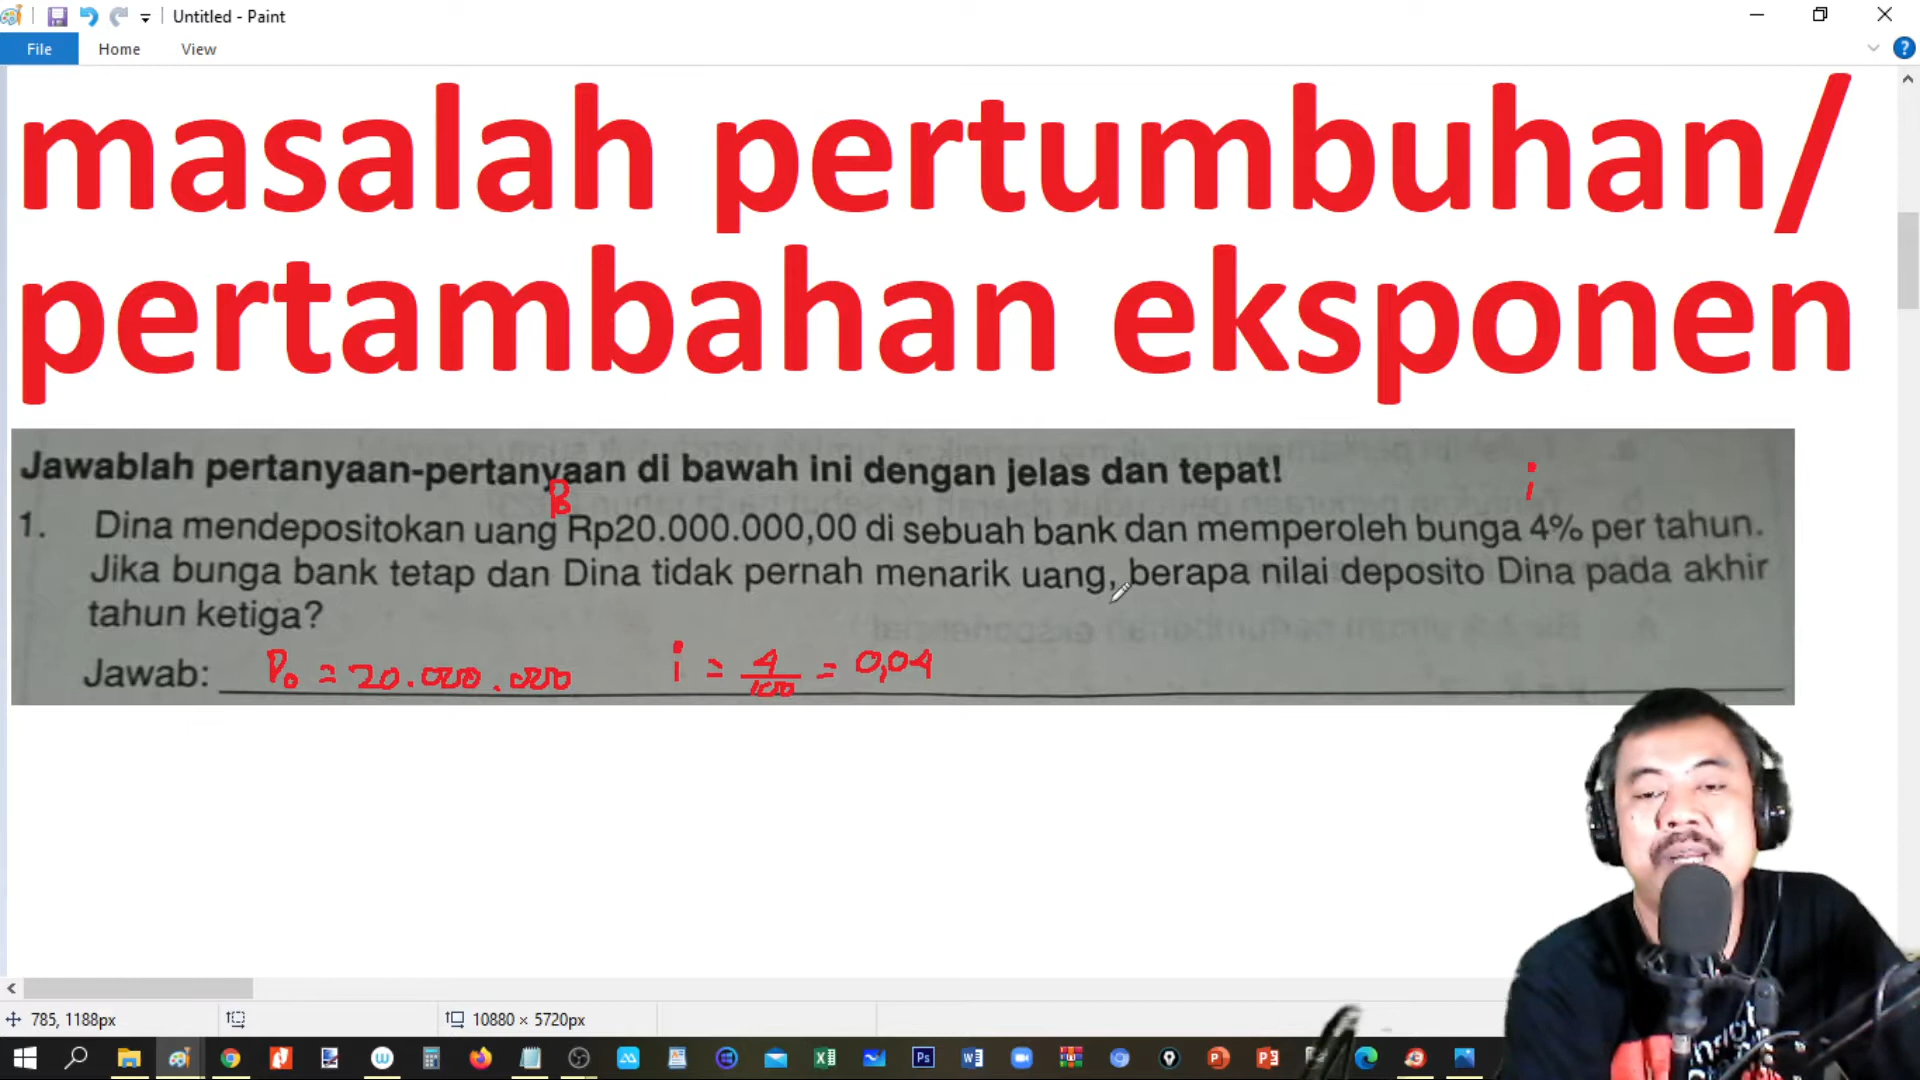 Untitled - Paint
File Home View
masalah pertumbuhan/
pertambahan eksponen
Jawablah pertanyaan-pertanyaan di bawah ini dengan jelas dan tepat!
i
1. Dina mendepositokan uang Rp20.000.000,00 di sebuah bank dan memperoleh bunga 4% per tahun.
Jika bunga bank tetap dan Dina tidak pernah menarik uang, berapa nilai deposito Dina pada akhir
tahun ketiga?
Jawab: P₀ = 20.000.000 i = 4/100 = 0,04
785, 1188px 10880 × 5720px